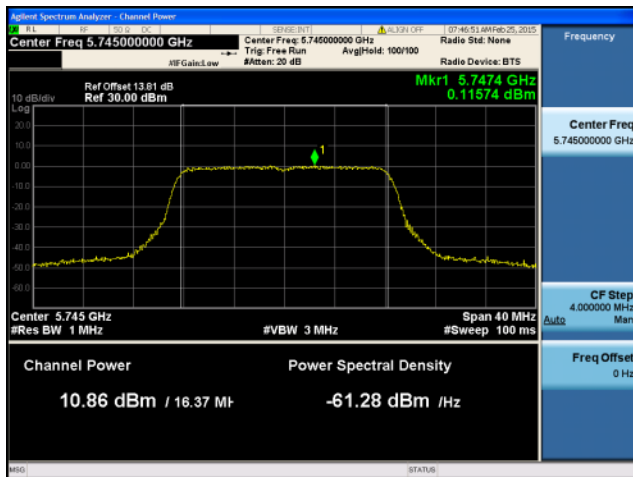 Agilent Spectrum Analyzer - Channel Power
RL RF 50 Ω DC SENSE:INT ALIGN OFF 07:46:51 AM Feb 25, 2015
Center Freq 5.745000000 GHz
Center Freq: 5.745000000 GHz
Radio Std: None
Trig: Free Run Avg|Hold: 100/100
#IFGain:Low #Atten: 20 dB Radio Device: BTS
Frequency
Mkr1 5.7474 GHz
0.11574 dBm
Ref Offset 13.81 dB
10 dB/div Ref 30.00 dBm
Log
20.0
10.0
0.00
-10.0
-20.0
-30.0
-40.0
-50.0
-60.0
1
Center Freq
5.745000000 GHz
Center 5.745 GHz Span 40 MHz
#Res BW 1 MHz #VBW 3 MHz #Sweep 100 ms
CF Step
4.000000 MHz
Auto Man
Channel Power Power Spectral Density
10.86 dBm / 16.37 MH -61.28 dBm /Hz
Freq Offset
0 Hz
MSG STATUS